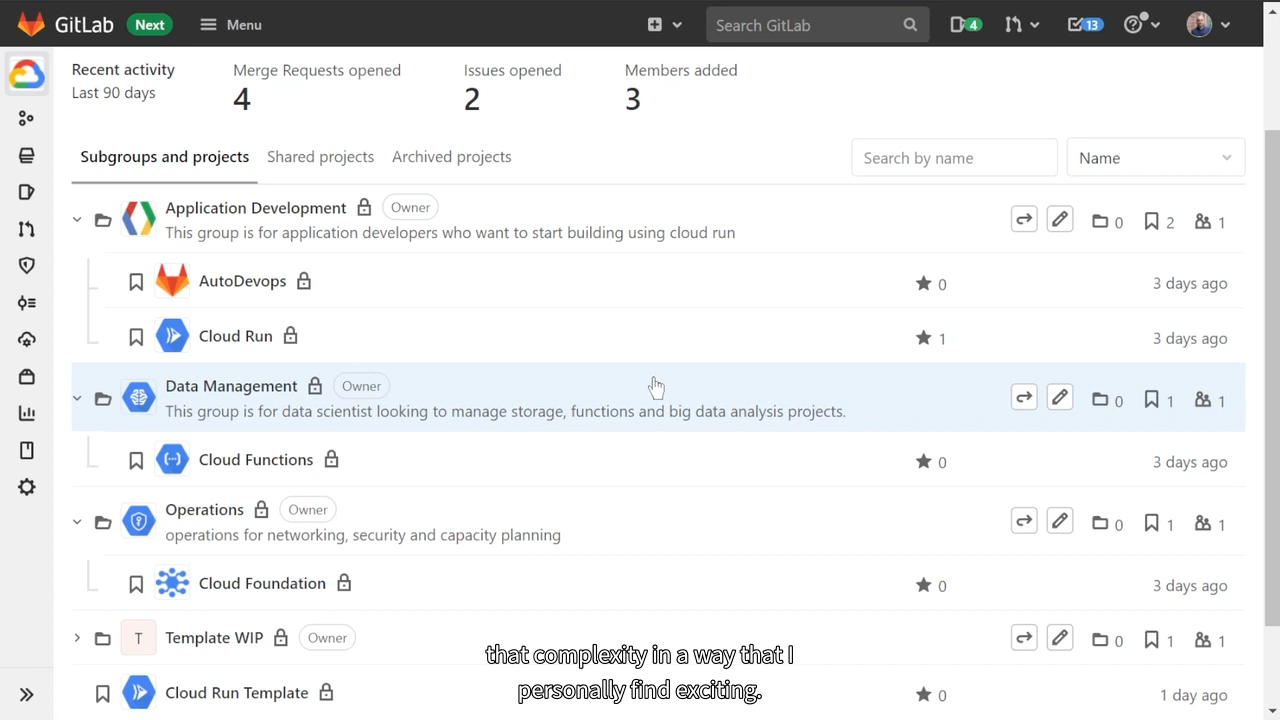 GitLab Next Menu Search GitLab 4 13
Recent activity Merge Requests opened Issues opened Members added
Last 90 days 4 2 3
Subgroups and projects Shared projects Archived projects Search by name Name
Application Development Owner 0 2 1
This group is for application developers who want to start building using cloud run
AutoDevops 0 3 days ago
Cloud Run 1 3 days ago
Data Management Owner 0 1 1
This group is for data scientist looking to manage storage, functions and big data analysis projects.
Cloud Functions 0 3 days ago
Operations Owner 0 1 1
operations for networking, security and capacity planning
Cloud Foundation 0 3 days ago
T Template WIP Owner 0 1 1
that complexity in a way that I
personally find exciting.
Cloud Run Template 0 1 day ago